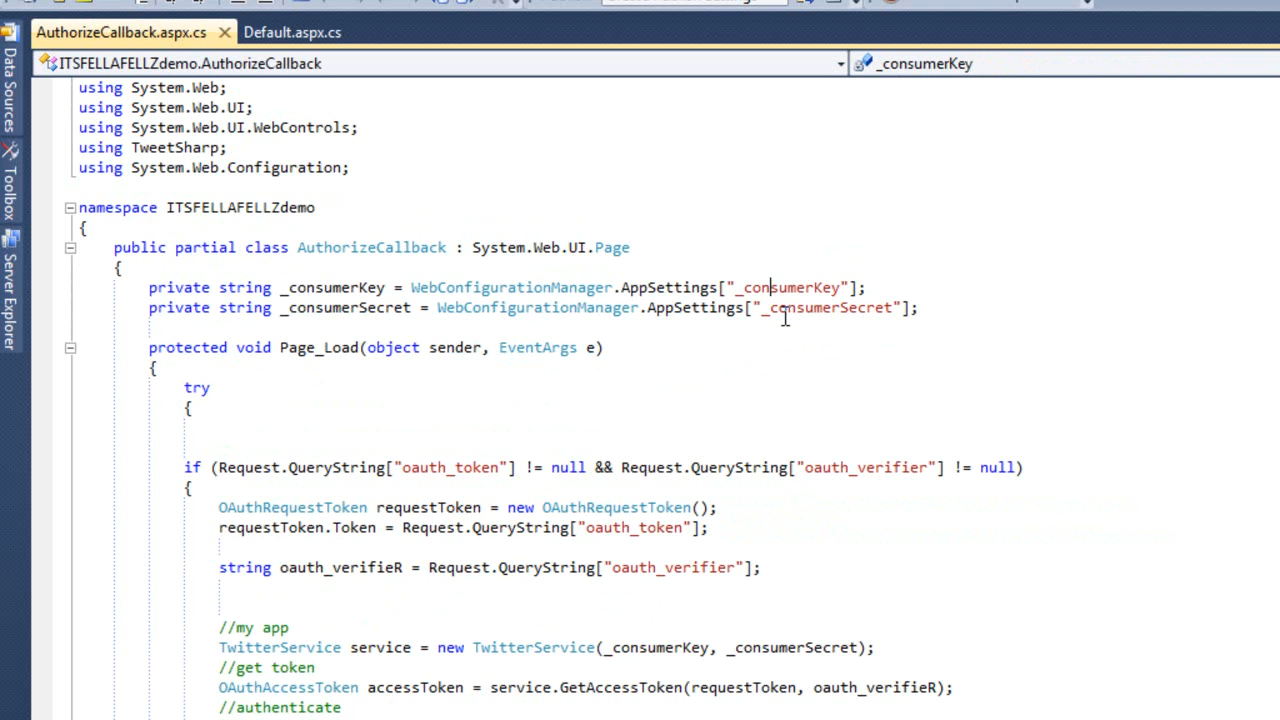 AuthorizeCallback.aspx.cs Default.aspx.cs
ITSFELLAFELLZdemo.AuthorizeCallback _consumerKey
Data Sources
Toolbox
Server Explorer
using System.Web;
using System.Web.UI;
using System.Web.UI.WebControls;
using TweetSharp;
using System.Web.Configuration;
namespace ITSFELLAFELLZdemo
{
public partial class AuthorizeCallback : System.Web.UI.Page
{
private string _consumerKey = WebConfigurationManager.AppSettings["_consumerKey"];
private string _consumerSecret = WebConfigurationManager.AppSettings["_consumerSecret"];
protected void Page_Load(object sender, EventArgs e)
{
try
{
if (Request.QueryString["oauth_token"] != null && Request.QueryString["oauth_verifier"] != null)
{
OAuthRequestToken requestToken = new OAuthRequestToken();
requestToken.Token = Request.QueryString["oauth_token"];
string oauth_verifieR = Request.QueryString["oauth_verifier"];
//my app
TwitterService service = new TwitterService(_consumerKey, _consumerSecret);
//get token
OAuthAccessToken accessToken = service.GetAccessToken(requestToken, oauth_verifieR);
//authenticate